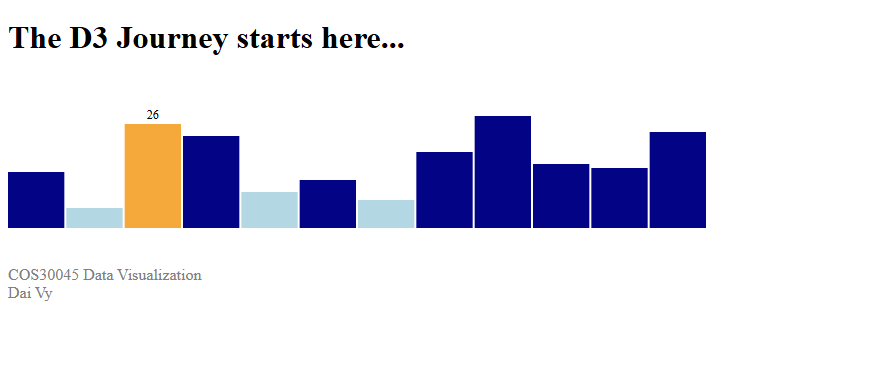 The D3 Journey starts here...
26
COS30045 Data Visualization
Dai Vy